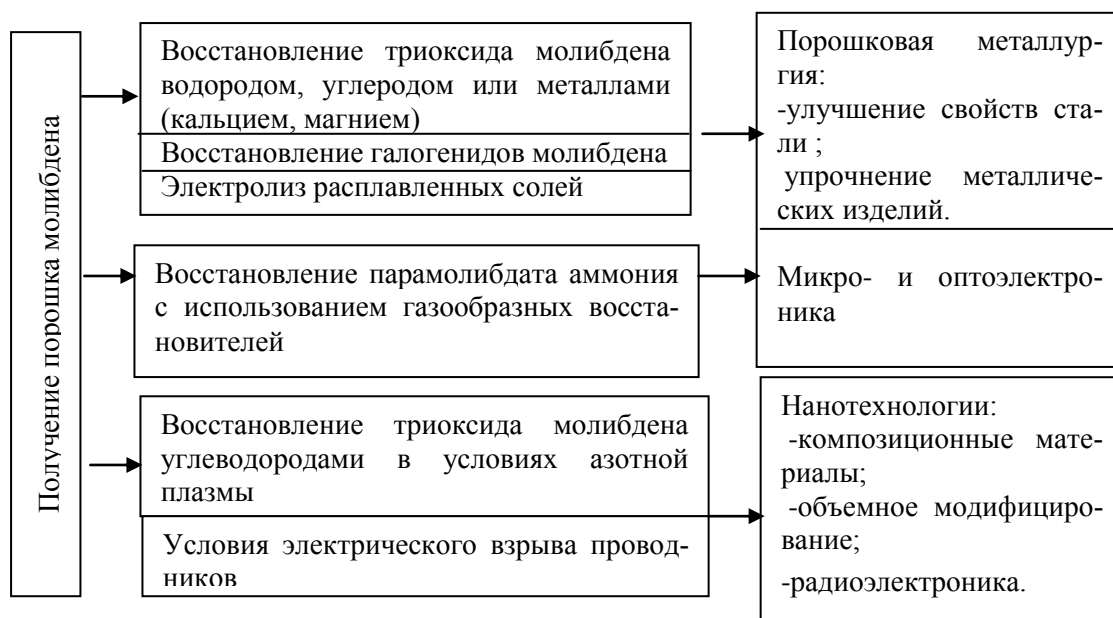 Получение порошка молибдена
Восстановление триоксида молибдена
водородом, углеродом или металлами
(кальцием, магнием)
Восстановление галогенидов молибдена
Электролиз расплавленных солей
Порошковая металлур-
гия:
-улучшение свойств ста-
ли ;
упрочнение металличе-
ских изделий.
Восстановление парамолибдата аммония
с использованием газообразных восста-
новителей
Микро- и оптоэлектро-
ника
Восстановление триоксида молибдена
углеводородами в условиях азотной
плазмы
Условия электрического взрыва провод-
ников
Нанотехнологии:
-композиционные мате-
риалы;
-объемное модифициро-
вание;
-радиоэлектроника.